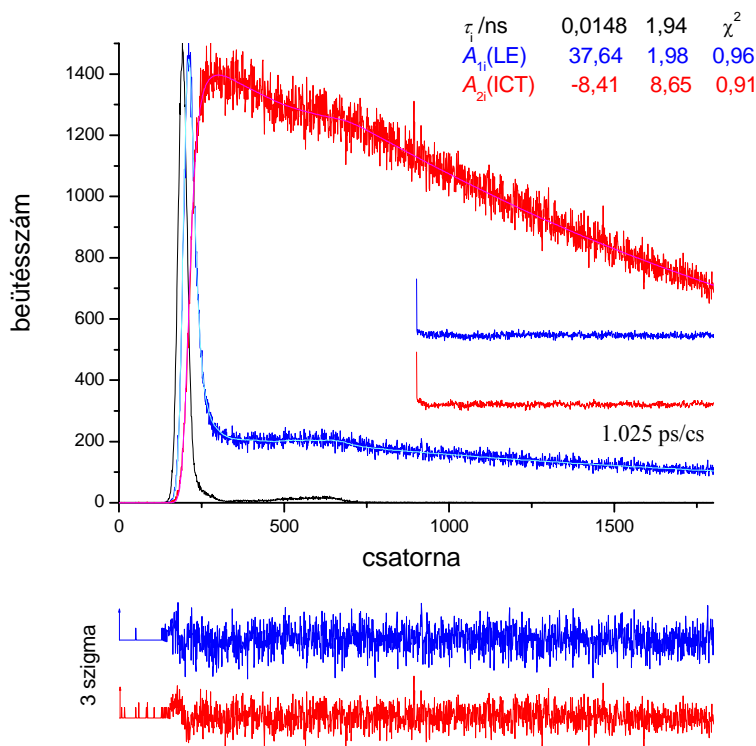 τi /ns 0,0148 1,94 χ2
A1i(LE) 37,64 1,98 0,96
A2i(ICT) -8,41 8,65 0,91
1400
1200
1000
800
600
400
200
0
beütésszám
1.025 ps/cs
0 500 1000 1500
csatorna
3 szigma